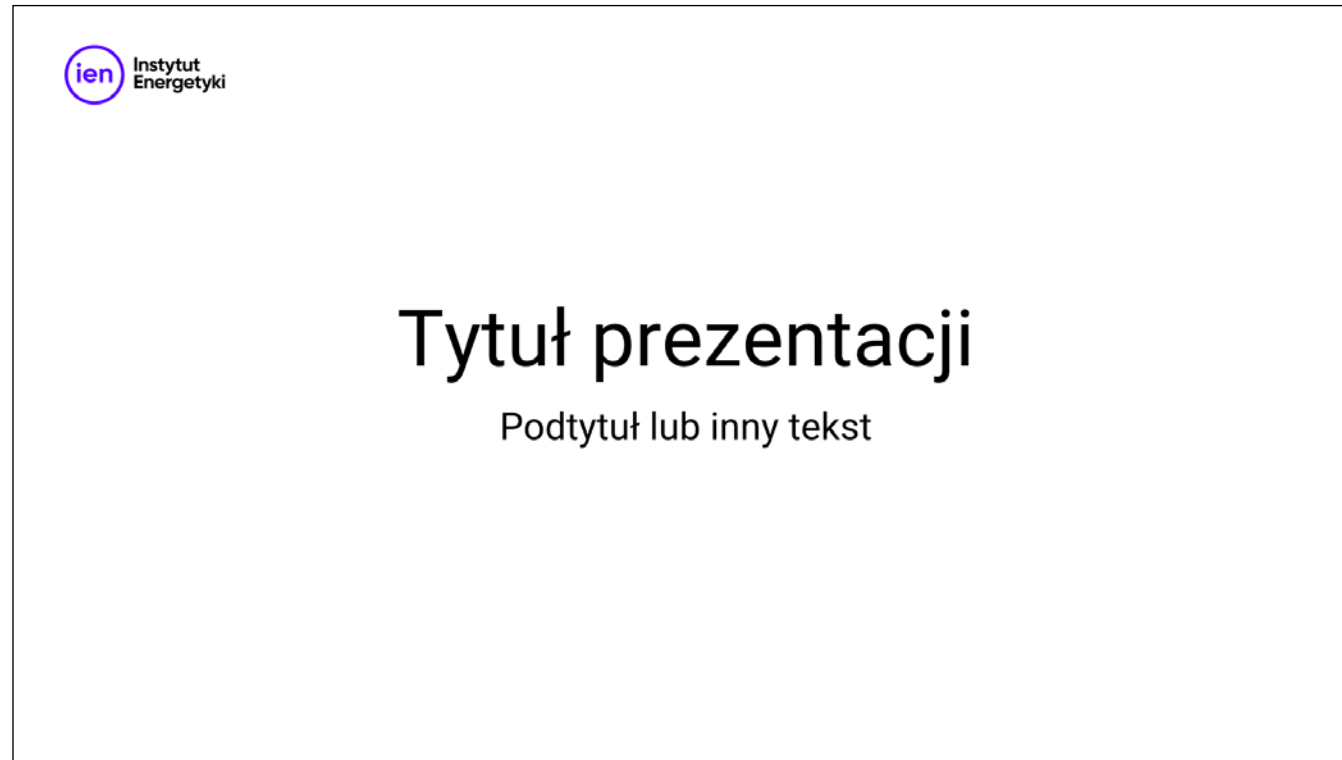 ien
Instytut
Energetyki
Tytuł prezentacji
Podtytuł lub inny tekst